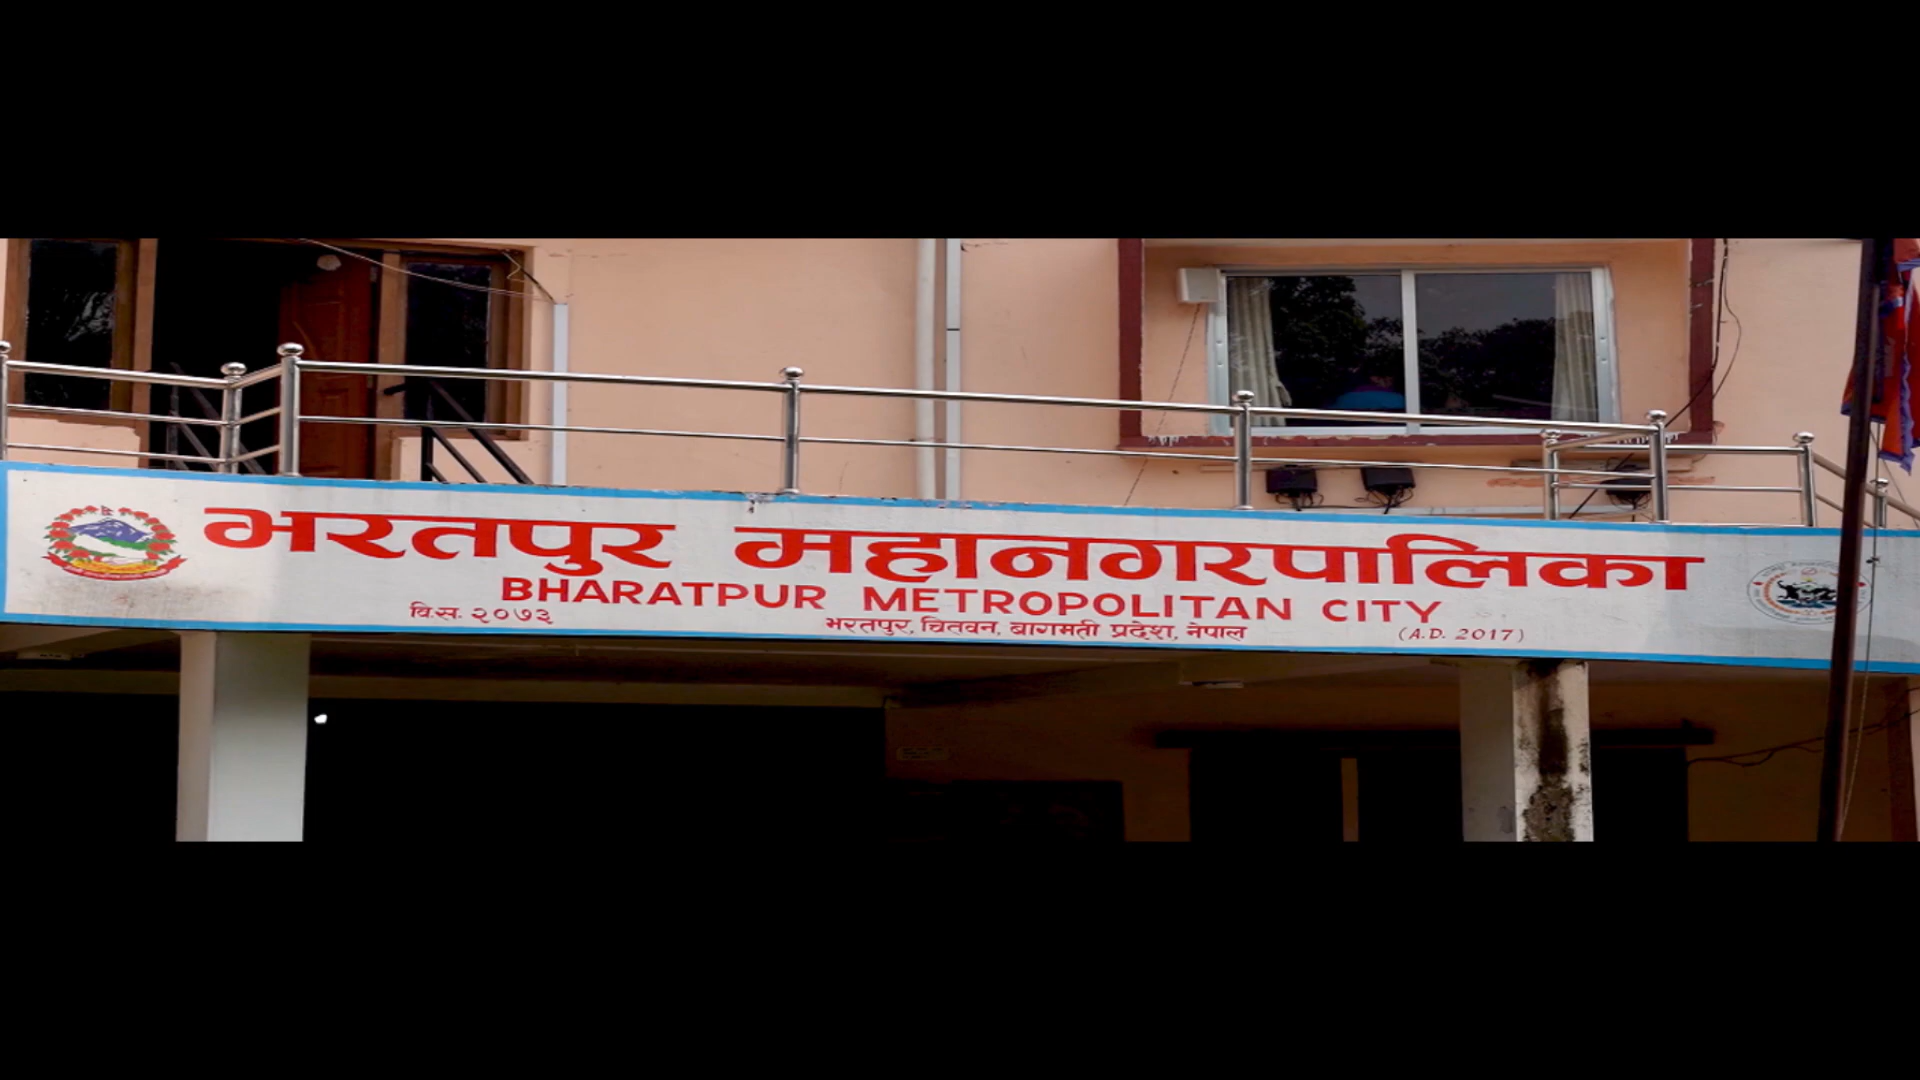 भरतपुर महानगरपालिका
BHARATPUR METROPOLITAN CITY
वि.स. २०७३
भरतपुर, चितवन, बागमती प्रदेश, नेपाल
(A.D. 2017)